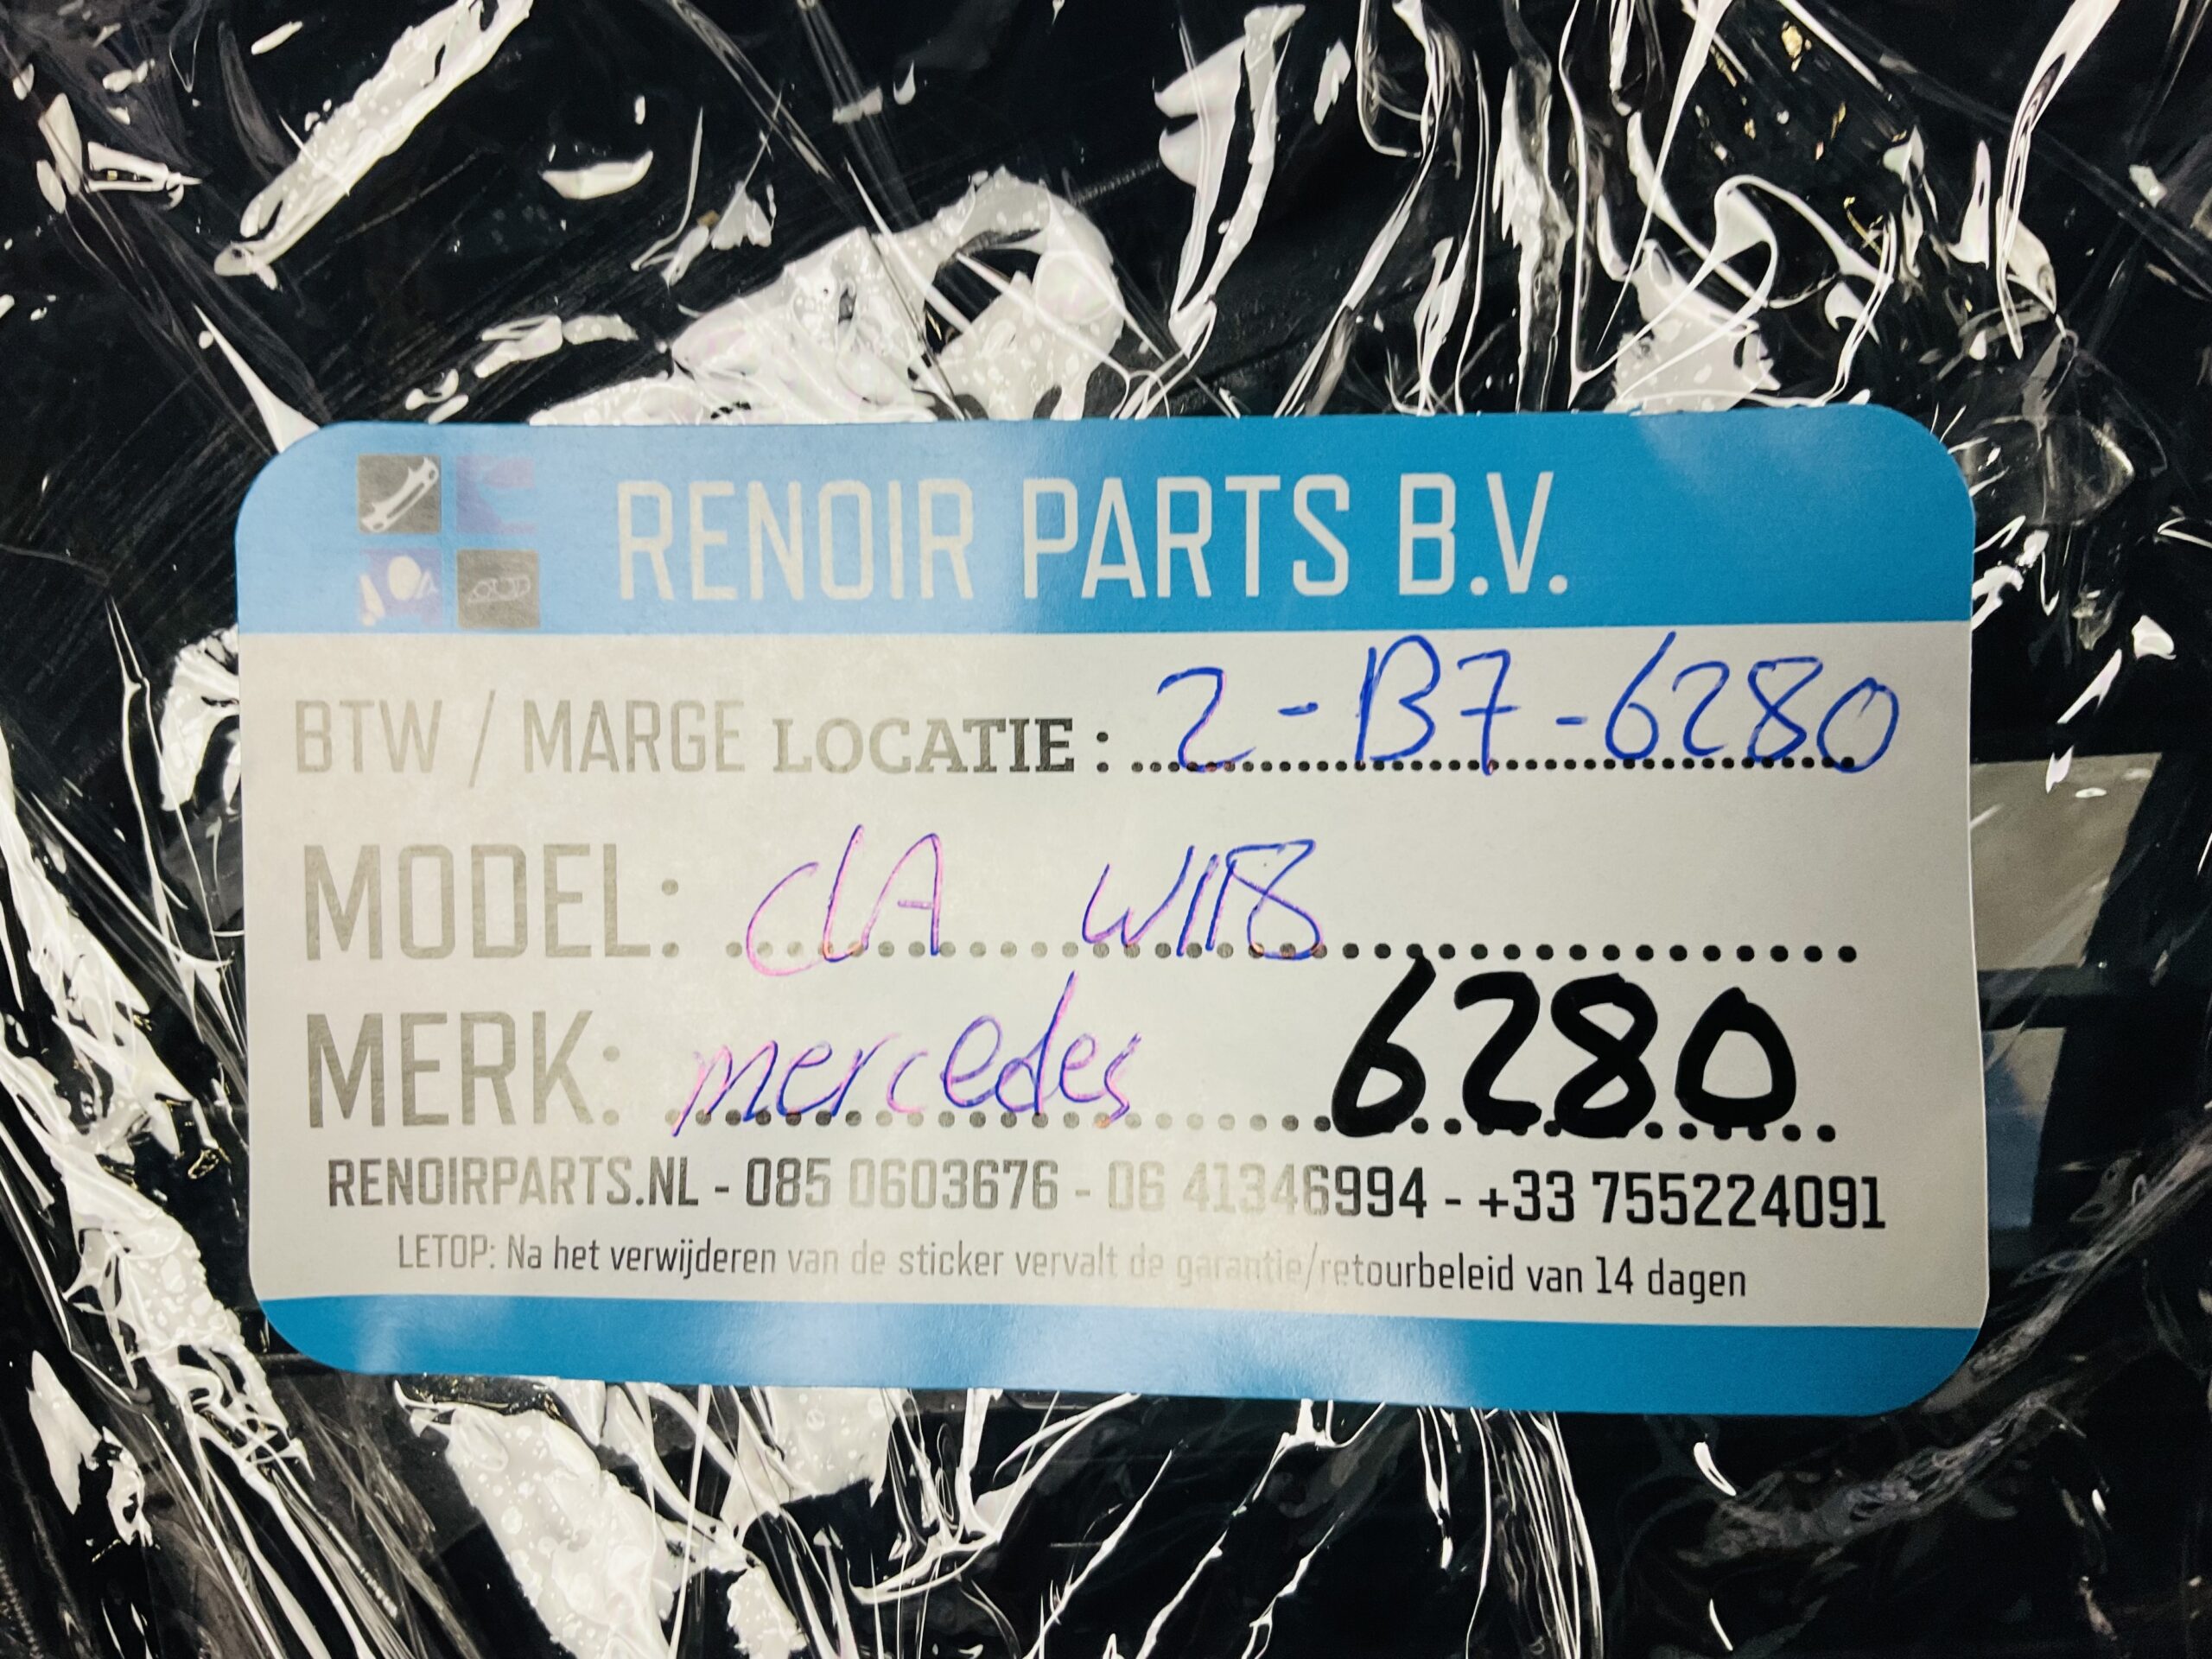 RENOIR PARTS B.V.
BTW / MARGE LOCATIE : 2-B7-6280
MODEL: ClA W118
MERK: mercedes 6280
RENOIRPARTS.NL - 085 0603676 - 06 41346994 - +33 755224091
LETOP: Na het verwijderen van de sticker vervalt de garantie/retourbeleid van 14 dagen